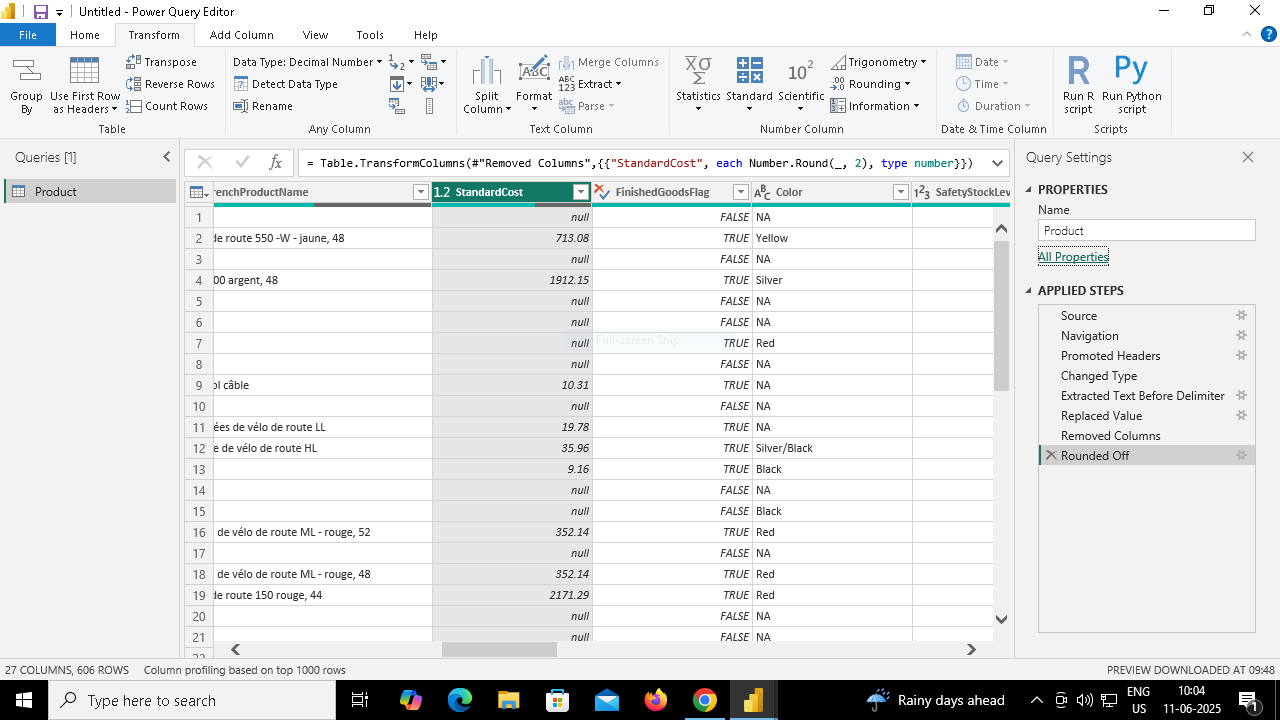 Untitled - Power Query Editor
File Home Transform Add Column View Tools Help
Group By
Use First Row as Headers
Transpose
Reverse Rows
Count Rows
Table
Data Type: Decimal Number
Detect Data Type
Rename
Any Column
Split Column
Format
Merge Columns
Extract
Parse
Text Column
Statistics
Standard
Scientific
Trigonometry
Rounding
Information
Number Column
Date
Time
Duration
Date & Time Column
Run R script
Run Python script
Scripts
Queries [1]
Product
= Table.TransformColumns(#"Removed Columns",{{"StandardCost", each Number.Round(_, 2), type number}})
renchProductName 1.2 StandardCost FinishedGoodsFlag ABC Color 123 SafetyStockLev
1 null FALSE NA
2 de route 550 -W - jaune, 48 713.08 TRUE Yellow
3 null FALSE NA
4 00 argent, 48 1912.15 TRUE Silver
5 null FALSE NA
6 null FALSE NA
7 null TRUE Red
Full-screen Snip
8 null FALSE NA
9 ol câble 10.31 TRUE NA
10 null FALSE NA
11 ées de vélo de route LL 19.78 TRUE NA
12 e de vélo de route HL 35.96 TRUE Silver/Black
13 9.16 TRUE Black
14 null FALSE NA
15 null FALSE Black
16 de vélo de route ML - rouge, 52 352.14 TRUE Red
17 null FALSE NA
18 de vélo de route ML - rouge, 48 352.14 TRUE Red
19 de route 150 rouge, 44 2171.29 TRUE Red
20 null FALSE NA
21 null FALSE NA
Query Settings
PROPERTIES
Name
Product
All Properties
APPLIED STEPS
Source
Navigation
Promoted Headers
Changed Type
Extracted Text Before Delimiter
Replaced Value
Removed Columns
Rounded Off
27 COLUMNS, 606 ROWS Column profiling based on top 1000 rows PREVIEW DOWNLOADED AT 09:48
Type here to search
Rainy days ahead
ENG
US
10:04
11-06-2025
1